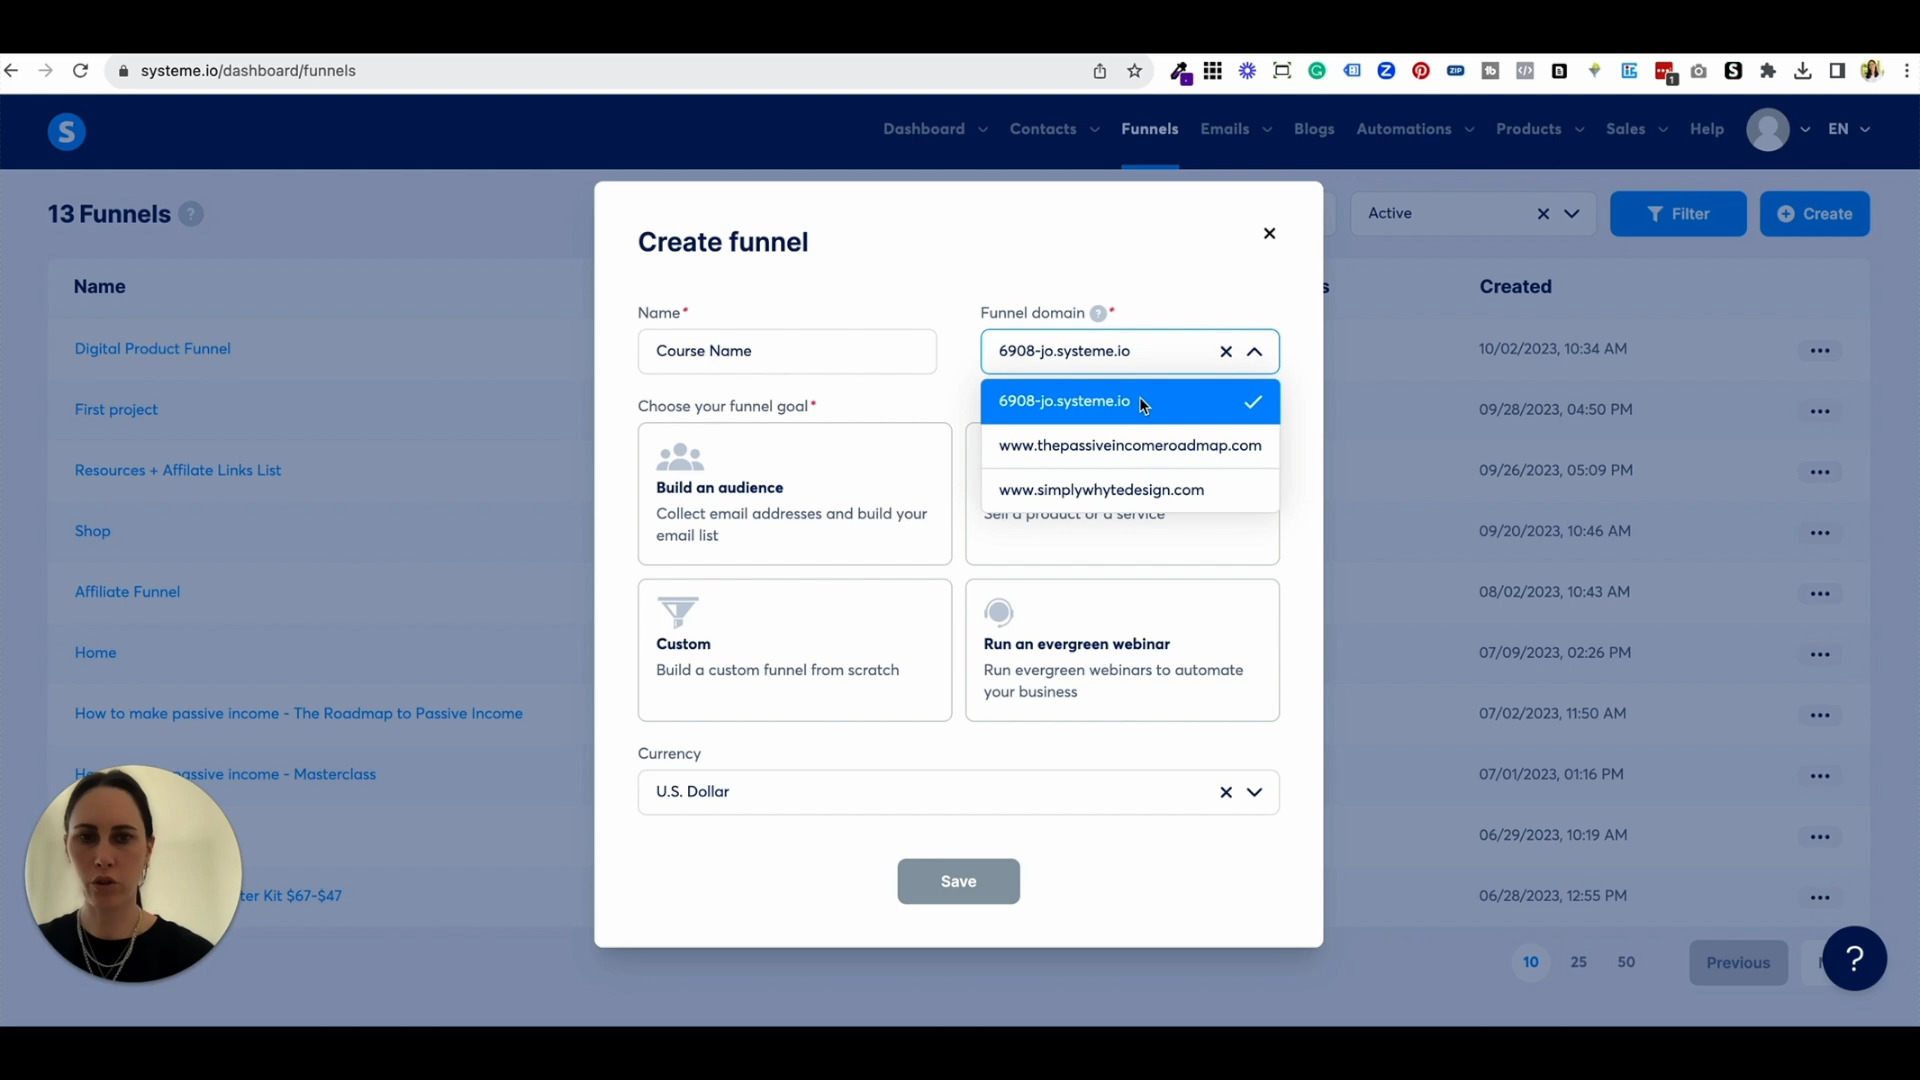 systeme.io/dashboard/funnels
ZIP
1
S
Dashboard
Contacts
Funnels
Emails
Blogs
Automations
Products
Sales
Help
EN
13 Funnels ?
Active
Filter
Create
Name
s
Created
Digital Product Funnel
10/02/2023, 10:34 AM
First project
09/28/2023, 04:50 PM
Resources + Affilate Links List
09/26/2023, 05:09 PM
Shop
09/20/2023, 10:46 AM
Affiliate Funnel
08/02/2023, 10:43 AM
Home
07/09/2023, 02:26 PM
How to make passive income - The Roadmap to Passive Income
07/02/2023, 11:50 AM
assive income - Masterclass
07/01/2023, 01:16 PM
06/29/2023, 10:19 AM
ter Kit $67-$47
06/28/2023, 12:55 PM
10 25 50
Previous
?
Create funnel
Name*
Funnel domain ?*
Course Name
6908-jo.systeme.io
6908-jo.systeme.io
www.thepassiveincomeroadmap.com
www.simplywhytedesign.com
Choose your funnel goal*
Build an audience
Collect email addresses and build your
email list
Sell a product or a service
Custom
Build a custom funnel from scratch
Run an evergreen webinar
Run evergreen webinars to automate
your business
Currency
U.S. Dollar
Save